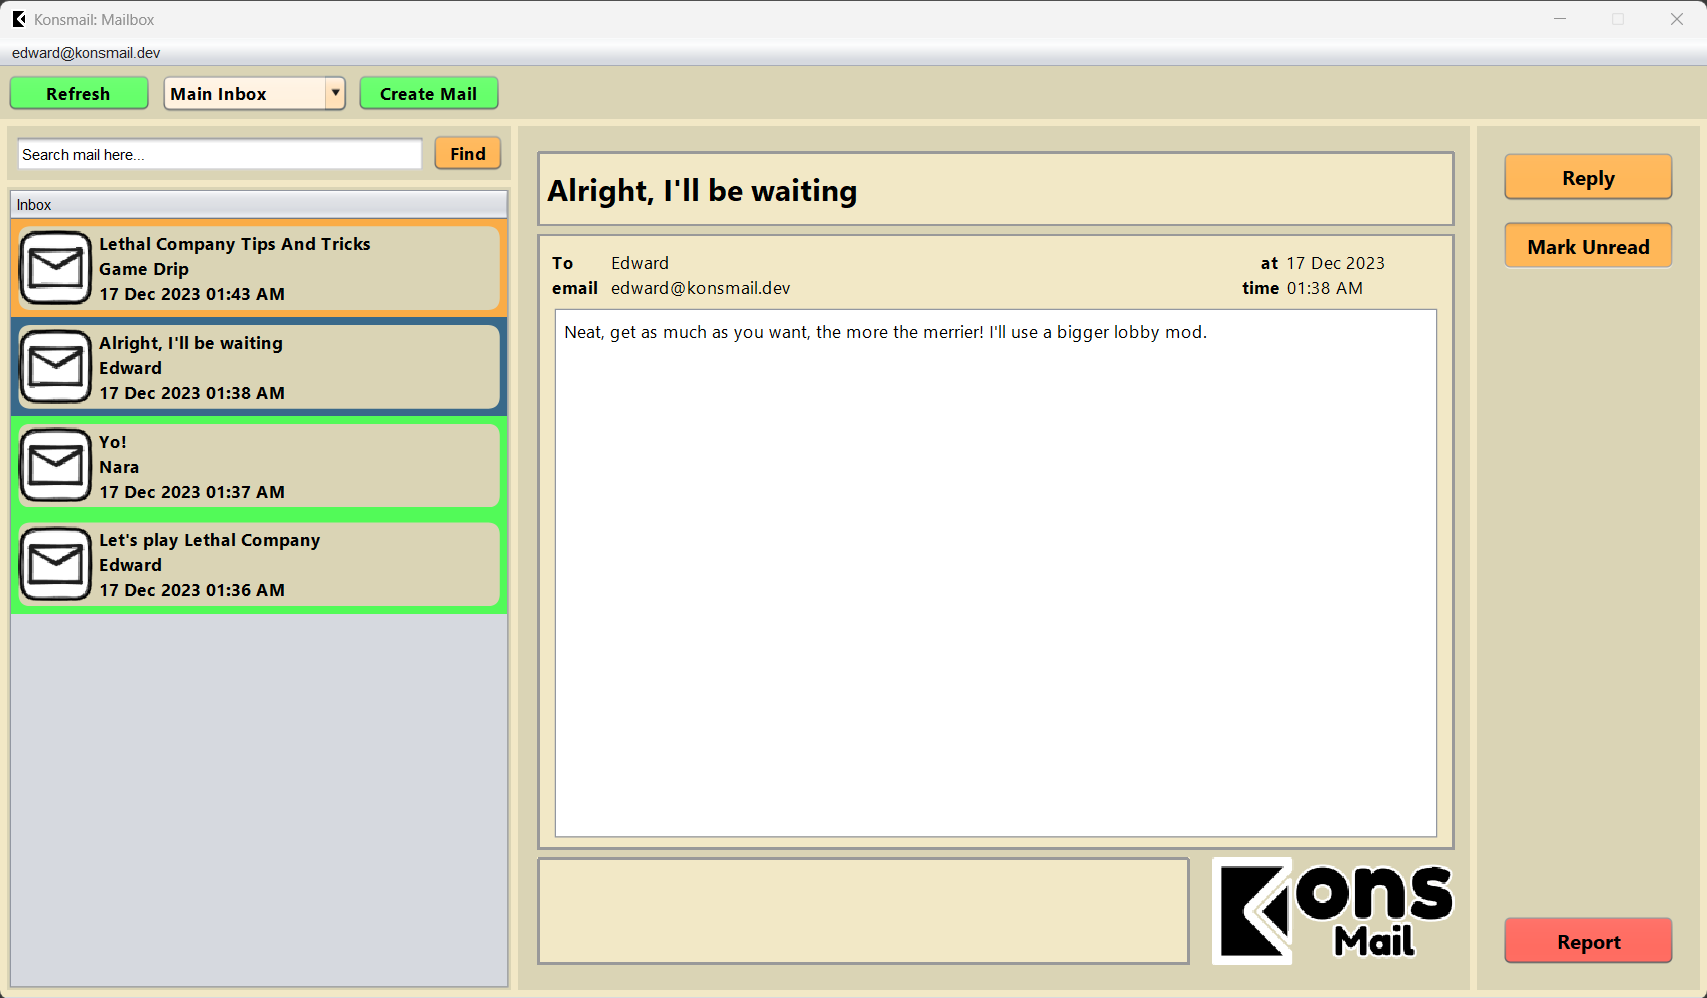 Konsmail: Mailbox
edward@konsmail.dev
Refresh
Main Inbox
Create Mail
Search mail here...
Find
Inbox
Lethal Company Tips And Tricks
Game Drip
17 Dec 2023 01:43 AM
Alright, I'll be waiting
Edward
17 Dec 2023 01:38 AM
Yo!
Nara
17 Dec 2023 01:37 AM
Let's play Lethal Company
Edward
17 Dec 2023 01:36 AM
Alright, I'll be waiting
To Edward at 17 Dec 2023
email edward@konsmail.dev time 01:38 AM
Neat, get as much as you want, the more the merrier! I'll use a bigger lobby mod.
Kons
Mail
Reply
Mark Unread
Report